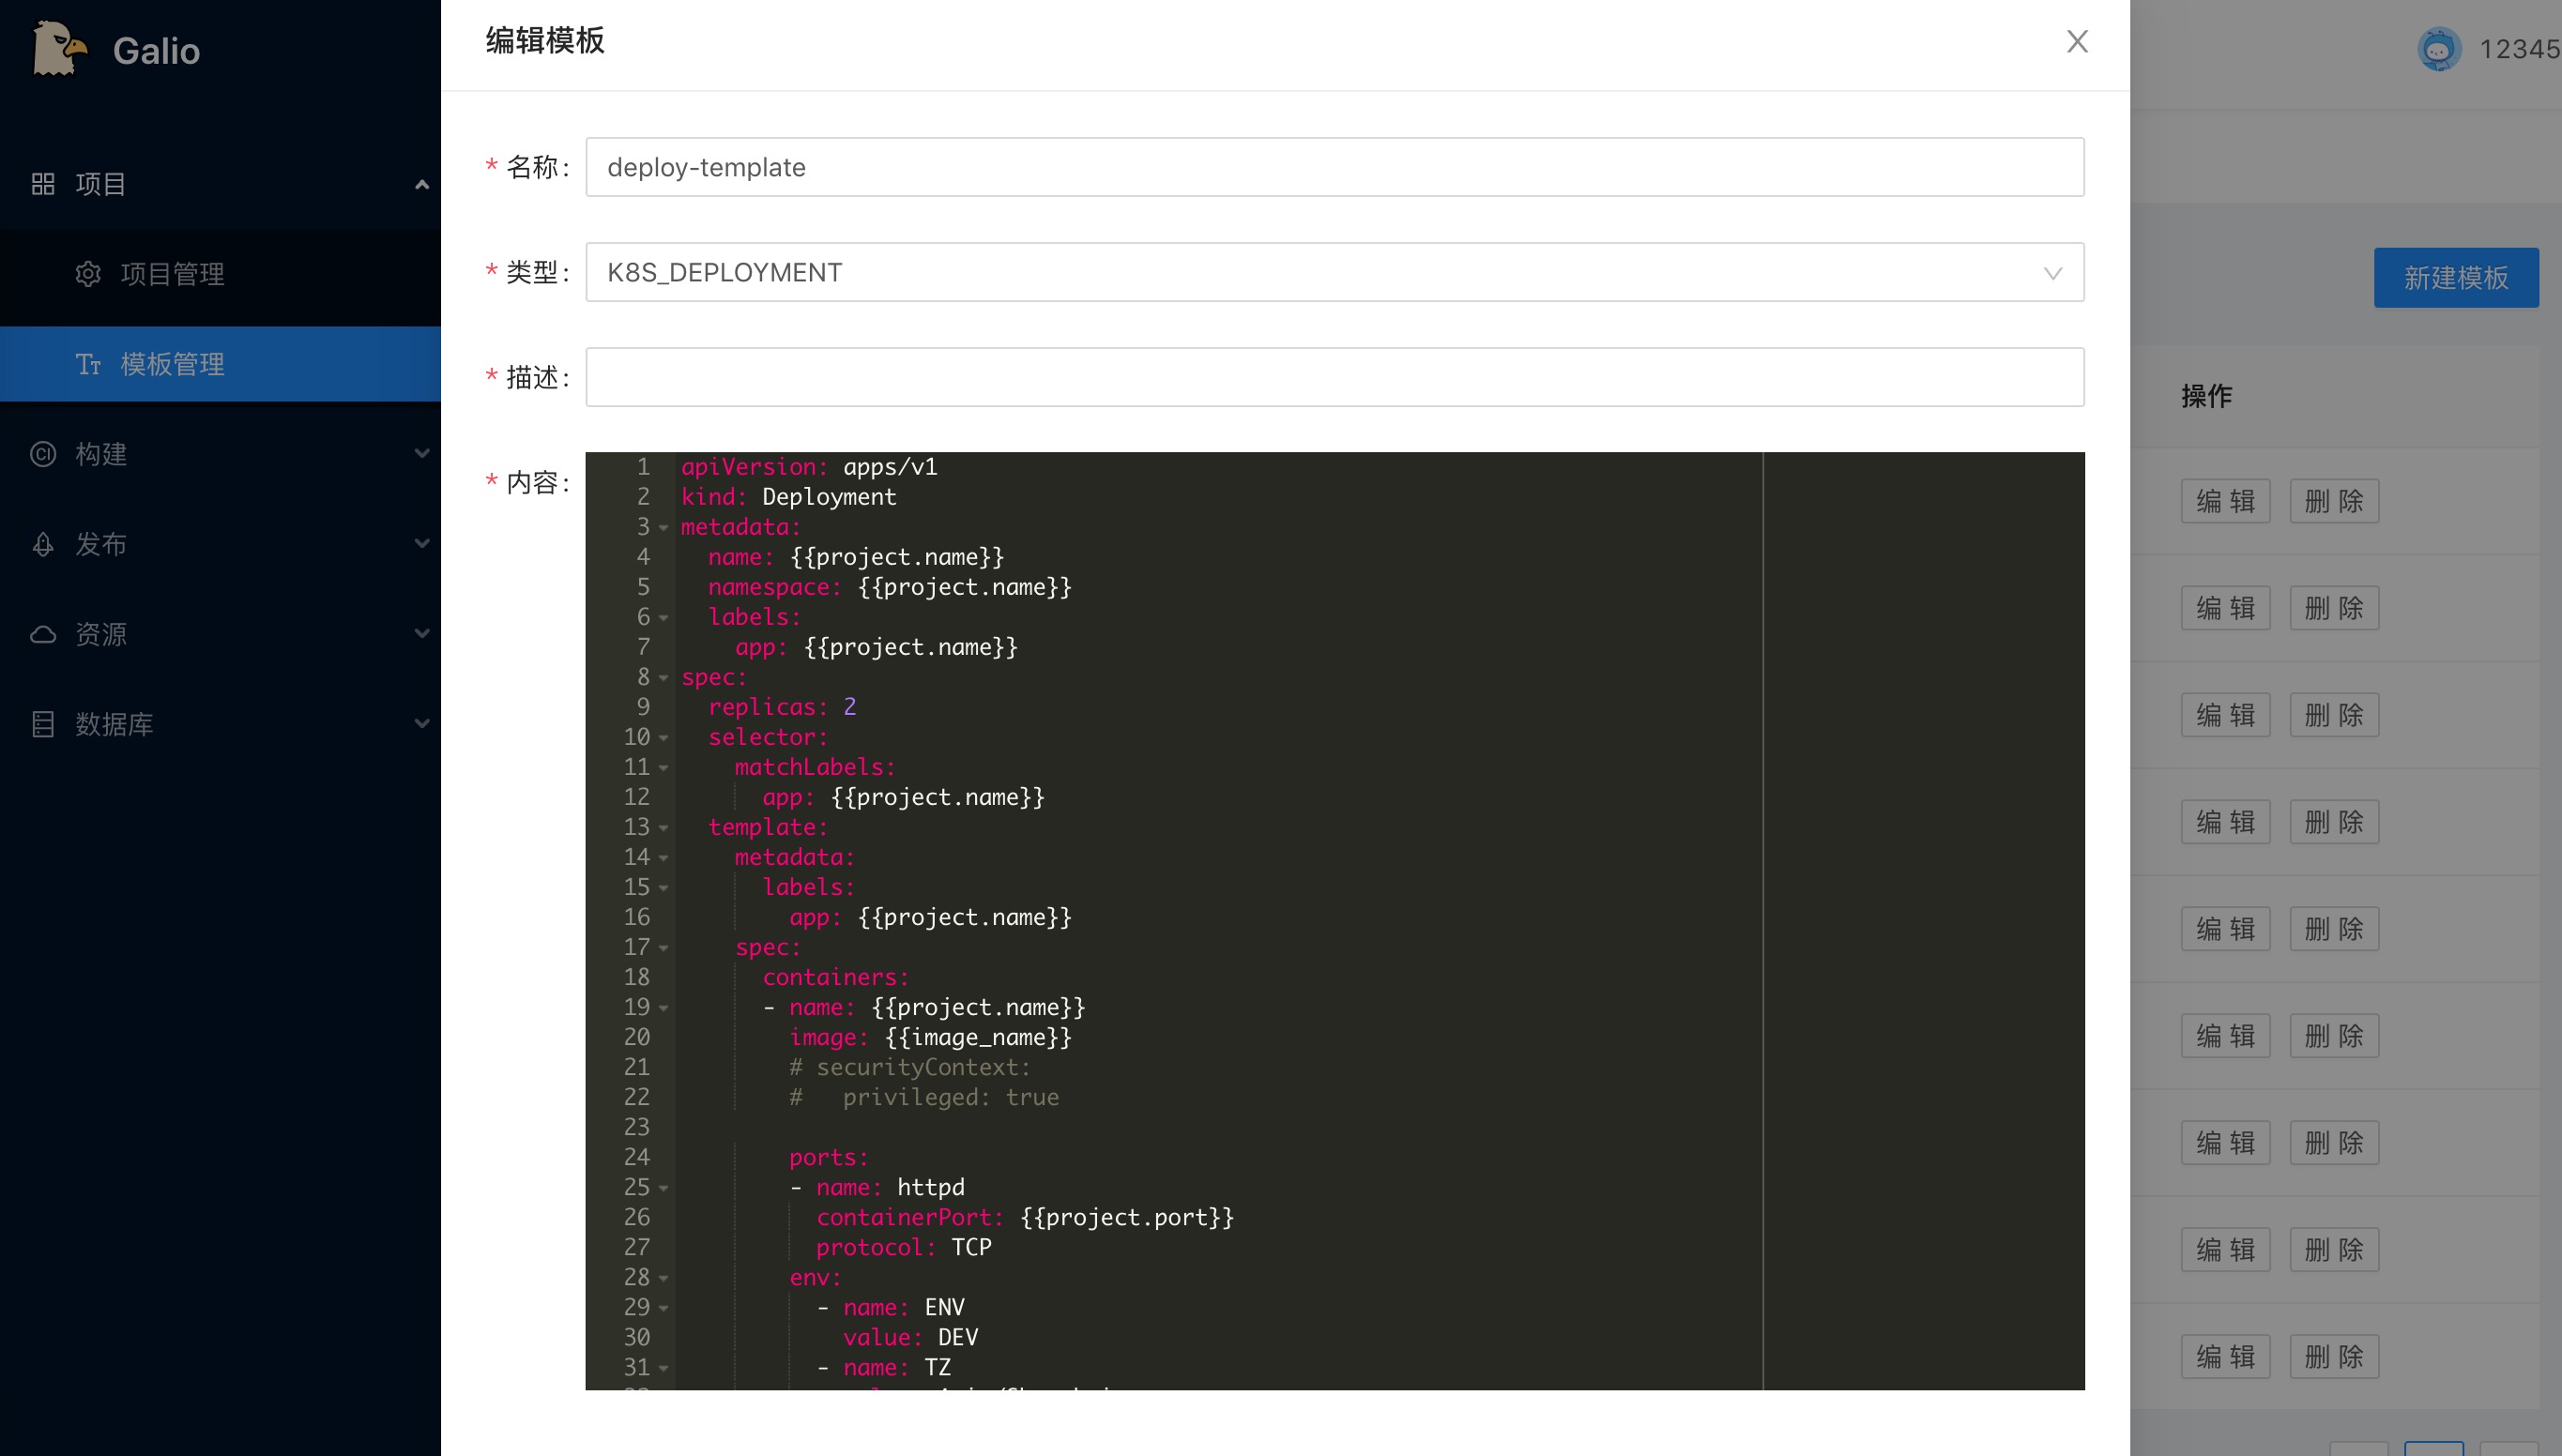 Galio
项目
项目管理
模板管理
构建
发布
资源
数据库
编辑模板
12345
* 名称: deploy-template
* 类型: K8S_DEPLOYMENT
* 描述:
* 内容:
1 apiVersion: apps/v1
2 kind: Deployment
3 metadata:
4 name: {{project.name}}
5 namespace: {{project.name}}
6 labels:
7 app: {{project.name}}
8 spec:
9 replicas: 2
10 selector:
11 matchLabels:
12 app: {{project.name}}
13 template:
14 metadata:
15 labels:
16 app: {{project.name}}
17 spec:
18 containers:
19 - name: {{project.name}}
20 image: {{image_name}}
21 # securityContext:
22 # privileged: true
23
24 ports:
25 - name: httpd
26 containerPort: {{project.port}}
27 protocol: TCP
28 env:
29 - name: ENV
30 value: DEV
31 - name: TZ
新建模板
操作
编 辑 删 除
编 辑 删 除
编 辑 删 除
编 辑 删 除
编 辑 删 除
编 辑 删 除
编 辑 删 除
编 辑 删 除
编 辑 删 除